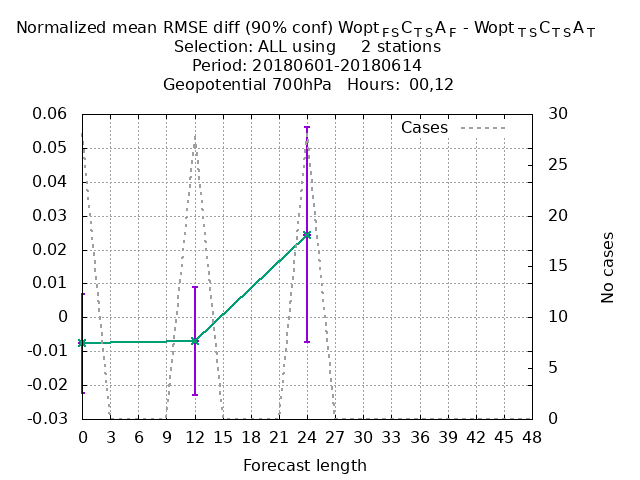 Normalized mean RMSE diff (90% conf) Wopt FS C TS A F - Wopt TS C TS A T
Selection: ALL using 2 stations
Period: 20180601-20180614
Geopotential 700hPa Hours: 00,12
Cases
0.06
0.05
0.04
0.03
0.02
0.01
0
-0.01
-0.02
-0.03
30
25
20
15
10
5
0
No cases
0 3 6 9 12 15 18 21 24 27 30 33 36 39 42 45 48
Forecast length